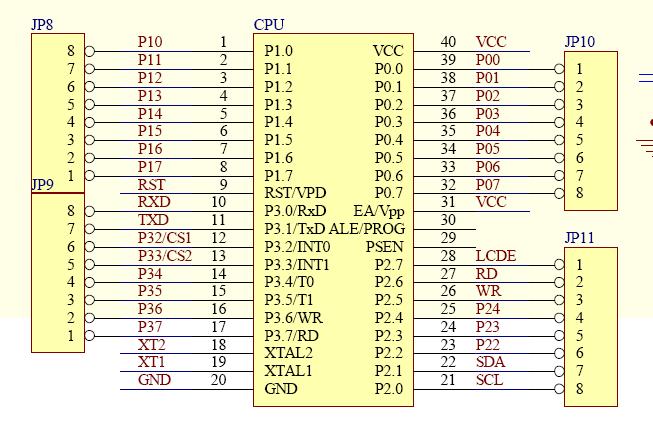 JP8 CPU
8 P10 1 P1.0 VCC 40 VCC JP10
7 P11 2 P1.1 P0.0 39 P00 1
6 P12 3 P1.2 P0.1 38 P01 2
5 P13 4 P1.3 P0.2 37 P02 3
4 P14 5 P1.4 P0.3 36 P03 4
3 P15 6 P1.5 P0.4 35 P04 5
2 P16 7 P1.6 P0.5 34 P05 6
1 P17 8 P1.7 P0.6 33 P06 7
JP9 RST 9 RST/VPD P0.7 32 P07 8
8 RXD 10 P3.0/RxD EA/Vpp 31 VCC
7 TXD 11 P3.1/TxD ALE/PROG 30
6 P32/CS1 12 P3.2/INT0 PSEN 29 JP11
5 P33/CS2 13 P3.3/INT1 P2.7 28 LCDE 1
4 P34 14 P3.4/T0 P2.6 27 RD 2
3 P35 15 P3.5/T1 P2.5 26 WR 3
2 P36 16 P3.6/WR P2.4 25 P24 4
1 P37 17 P3.7/RD P2.3 24 P23 5
XT2 18 XTAL2 P2.2 23 P22 6
XT1 19 XTAL1 P2.1 22 SDA 7
GND 20 GND P2.0 21 SCL 8